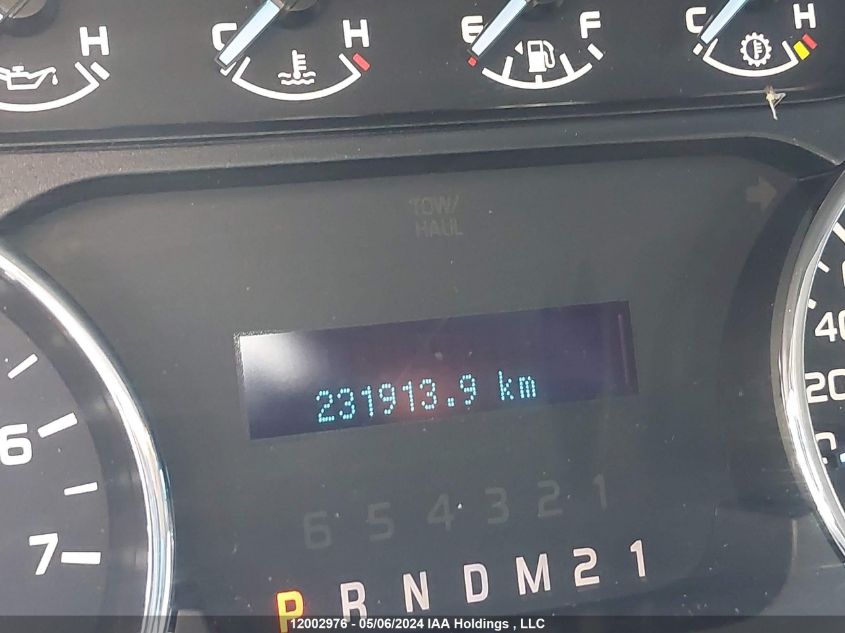 H C H E F C H
TOW/
HAUL
40
20
231913.9 km
6
6 5 4 3 2 1
7
P R N D M 2 1
12002976 - 05/06/2024 IAA Holdings , LLC